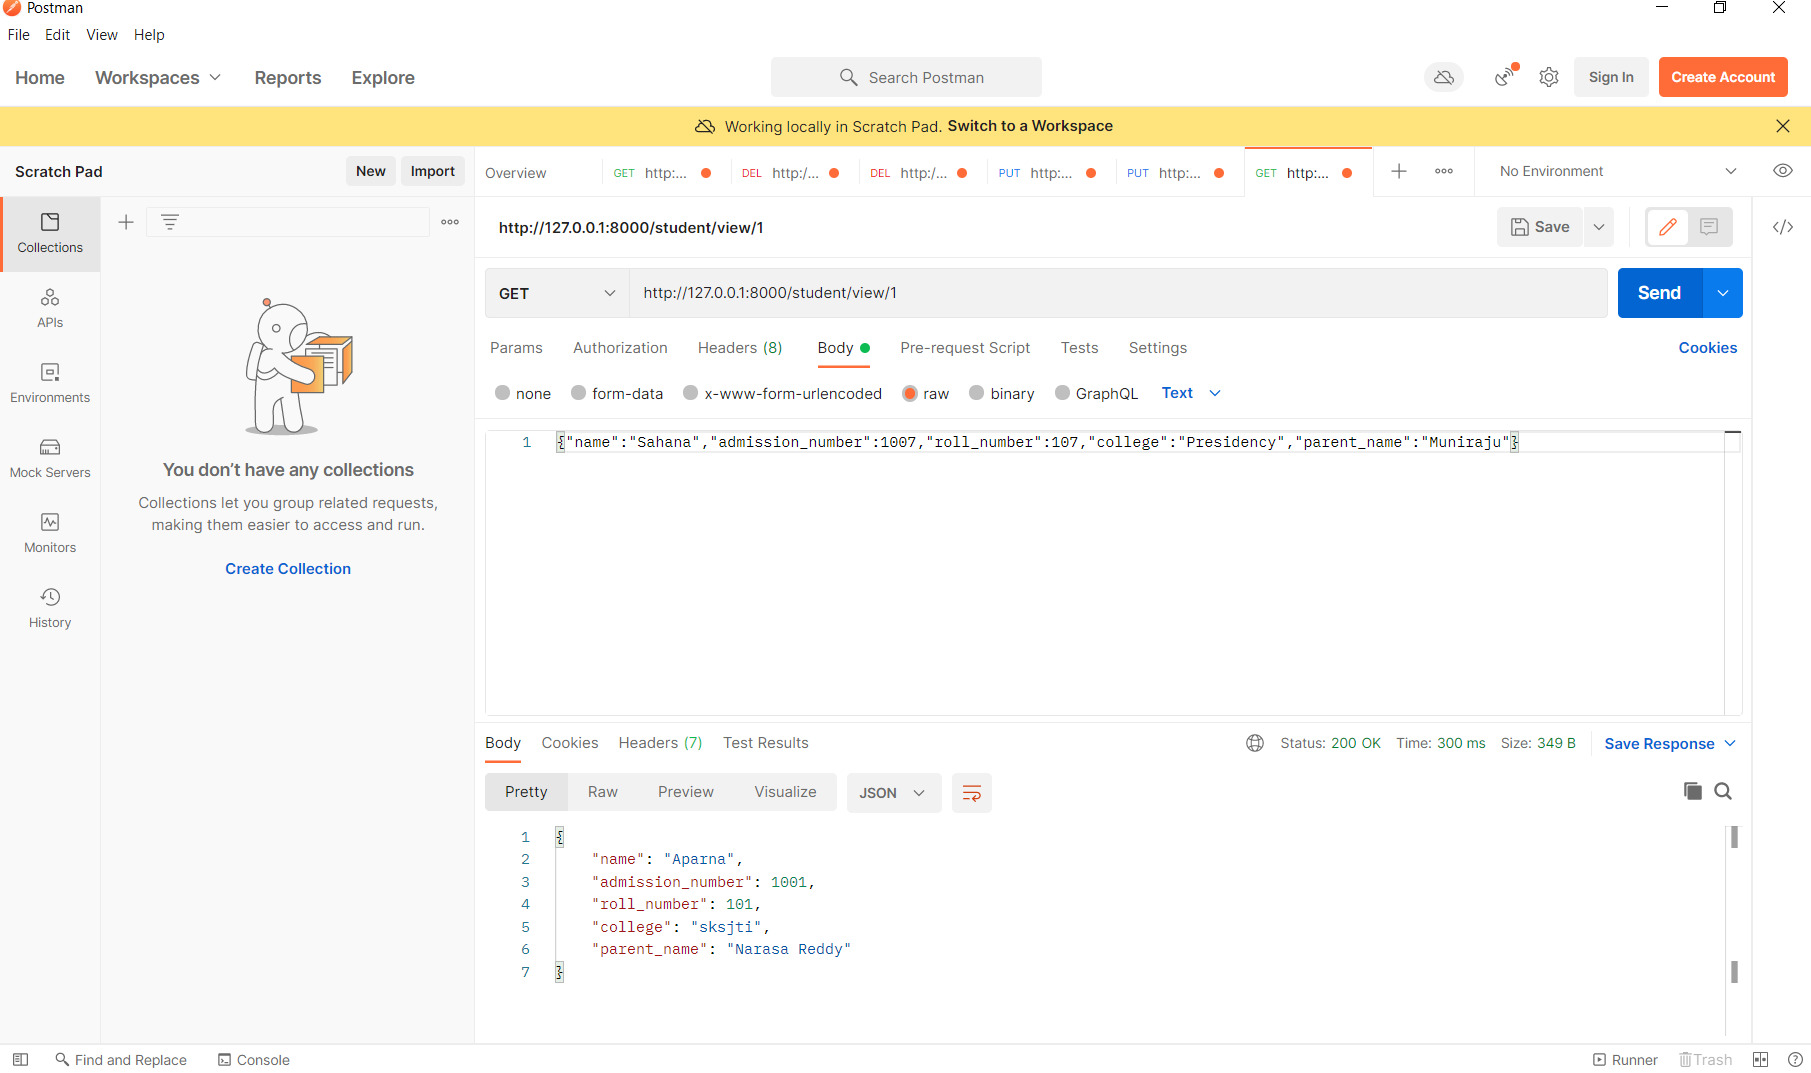 Postman
File Edit View Help
Home Workspaces Reports Explore Search Postman Sign In Create Account
Working locally in Scratch Pad. Switch to a Workspace
Scratch Pad New Import Overview GET http:... DEL http:/... DEL http:/... PUT http:... PUT http:... GET http:... No Environment
http://127.0.0.1:8000/student/view/1 Save
Collections
GET http://127.0.0.1:8000/student/view/1 Send
APIs
Params Authorization Headers (8) Body Pre-request Script Tests Settings Cookies
Environments
none form-data x-www-form-urlencoded raw binary GraphQL Text
1 {"name":"Sahana","admission_number":1007,"roll_number":107,"college":"Presidency","parent_name":"Muniraju"}
Mock Servers
You don't have any collections
Collections let you group related requests,
making them easier to access and run.
Monitors
Create Collection
History
Body Cookies Headers (7) Test Results Status: 200 OK Time: 300 ms Size: 349 B Save Response
Pretty Raw Preview Visualize JSON
1 {
2 "name": "Aparna",
3 "admission_number": 1001,
4 "roll_number": 101,
5 "college": "sksjti",
6 "parent_name": "Narasa Reddy"
7 }
Find and Replace Console Runner Trash